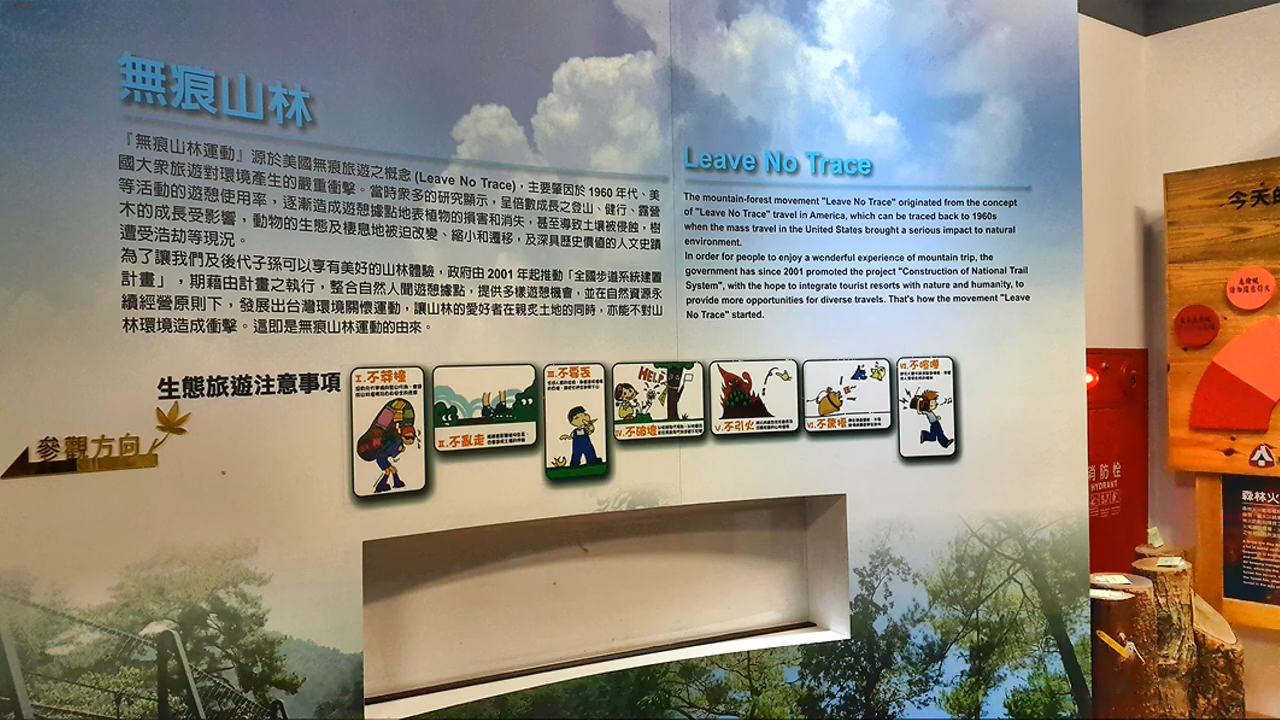 無痕山林
『無痕山林運動』源於美國無痕旅遊之概念 (Leave No Trace)，主要肇因於 1960 年代、美
國大眾旅遊對環境產生的嚴重衝擊。當時眾多的研究顯示，呈倍數成長之登山、健行、露營
等活動的遊憩使用率，逐漸造成遊憩據點地表植物的損害和消失，甚至導致土壤被侵蝕，樹
木的成長受影響，動物的生態及棲息地被迫改變、縮小和遷移，及深具歷史價值的人文史蹟
遭受浩劫等現況。
為了讓我們及後代子孫可以享有美好的山林體驗，政府由 2001 年起推動「全國步道系統建置
計畫」，期藉由計畫之執行，整合自然人聞遊憩據點，提供多樣遊憩機會，並在自然資源永
續經營原則下，發展出台灣環境關懷運動，讓山林的愛好者在親炙土地的同時，亦能不對山
林環境造成衝擊。這即是無痕山林運動的由來。
Leave No Trace
The mountain-forest movement "Leave No Trace" originated from the concept
of "Leave No Trace" travel in America, which can be traced back to 1960s
when the mass travel in the United States brought a serious impact to natural
environment.
In order for people to enjoy a wonderful experience of mountain trip, the
government has since 2001 promoted the project "Construction of National Trail
System", with the hope to integrate tourist resorts with nature and humanity, to
provide more opportunities for diverse travels. That's how the movement "Leave
No Trace" started.
生態旅遊注意事項
I.不莽撞
II.不亂走
III.不要丟
HELP
IV.不破壞
V.不引火
VI.不驚擾
VII.不喧嘩
參觀方向
消防栓
HYDRANT
今天的
森林火